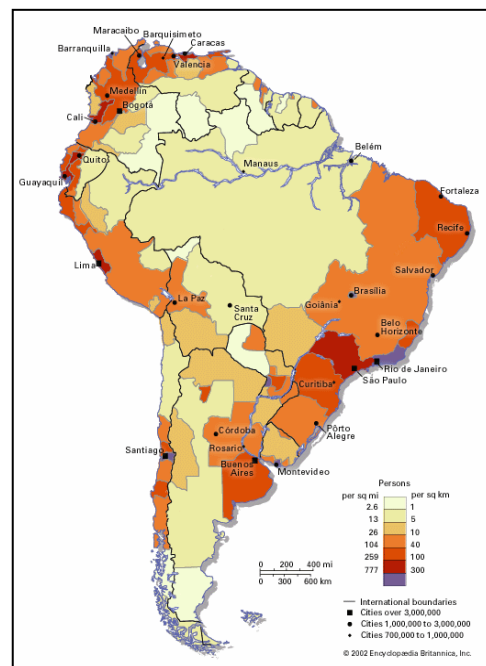 Maracaibo
Barquisimeto
Barranquilla
Caracas
Valencia
Medellín
Bogotá
Cali
Quito
Guayaquil
Manaus
Belém
Fortaleza
Recife
Lima
Salvador
La Paz
Santa
Cruz
Brasília
Goiânia
Belo
Horizonte
Rio de Janeiro
São Paulo
Curitiba
Pôrto
Alegre
Córdoba
Rosario
Santiago
Buenos
Aires
Montevideo
Persons
per sq mi per sq km
2.6 1
13 5
26 10
104 40
259 100
777 300
0 200 400 mi
0 300 600 km
International boundaries
Cities over 3,000,000
Cities 1,000,000 to 3,000,000
Cities 700,000 to 1,000,000
© 2002 Encyclopædia Britannica, Inc.